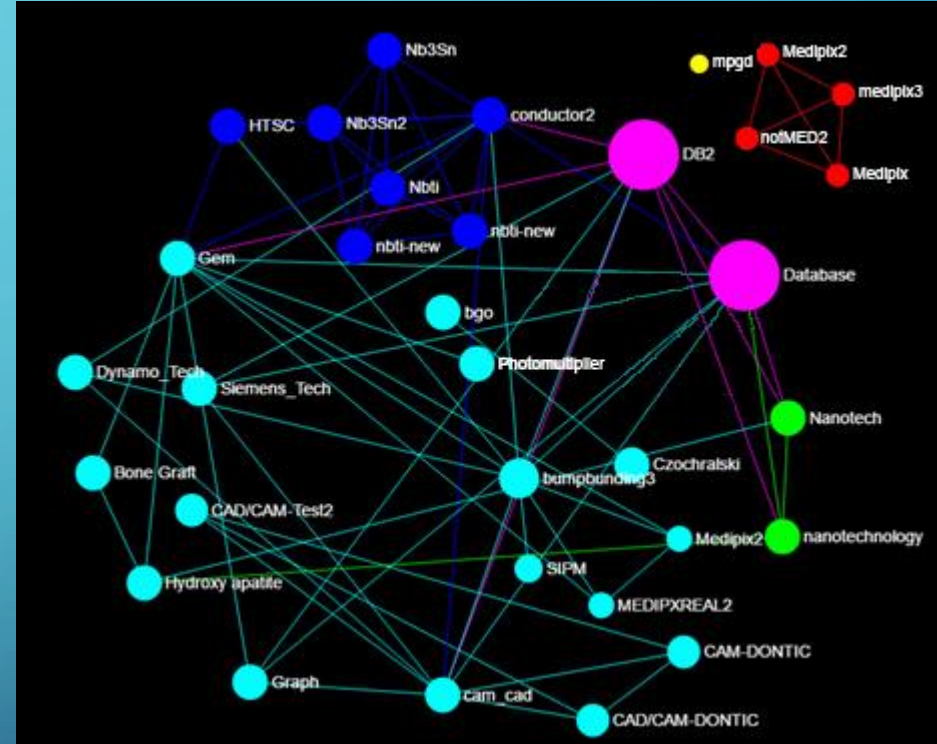 Nb3Sn
mpgd
Medipix2
medipix3
HTSC
Nb3Sn2
conductor2
notMED2
DB2
Medipix
Nbti
nbti-new
nbti-new
Gem
Database
bgo
Photomultiplier
Dynamo_Tech
Siemens_Tech
Nanotech
Bone Graft
Czochralski
bumpbunding3
CAD/CAM-Test2
Medipix2
nanotechnology
SIPM
Hydroxy apatite
MEDIPXREAL2
CAM-DONTIC
Graph
cam_cad
CAD/CAM-DONTIC